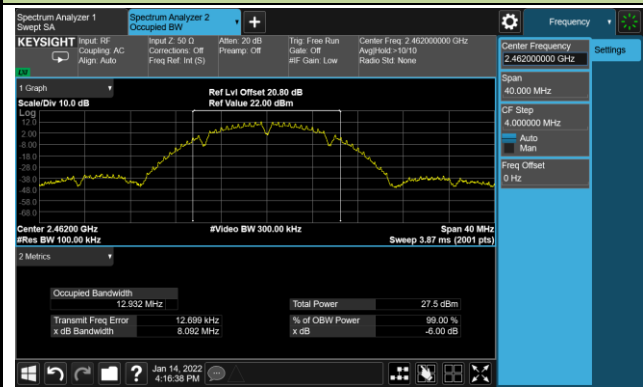 Spectrum Analyzer 1
Swept SA
Spectrum Analyzer 2
Occupied BW
Frequency
KEYSIGHT
Input: RF
Coupling: AC
Align: Auto
Input Z: 50 Ω
Corrections: Off
Freq Ref: Int (S)
Atten: 20 dB
Preamp: Off
Trig: Free Run
Gate: Off
#IF Gain: Low
Center Freq: 2.462000000 GHz
Avg|Hold:>10/10
Radio Std: None
Center Frequency
2.462000000 GHz
Settings
Span
40.000 MHz
CF Step
4.000000 MHz
Auto
Man
Freq Offset
0 Hz
1 Graph
Scale/Div 10.0 dB
Ref Lvl Offset 20.80 dB
Ref Value 22.00 dBm
Log
12.0
2.00
-8.00
-18.0
-28.0
-38.0
-48.0
-58.0
-68.0
Center 2.46200 GHz
#Video BW 300.00 kHz
Span 40 MHz
#Res BW 100.00 kHz
Sweep 3.87 ms (2001 pts)
2 Metrics
Occupied Bandwidth
12.932 MHz
Total Power
27.5 dBm
Transmit Freq Error
12.699 kHz
% of OBW Power
99.00 %
x dB Bandwidth
8.092 MHz
x dB
-6.00 dB
Jan 14, 2022
4:16:38 PM